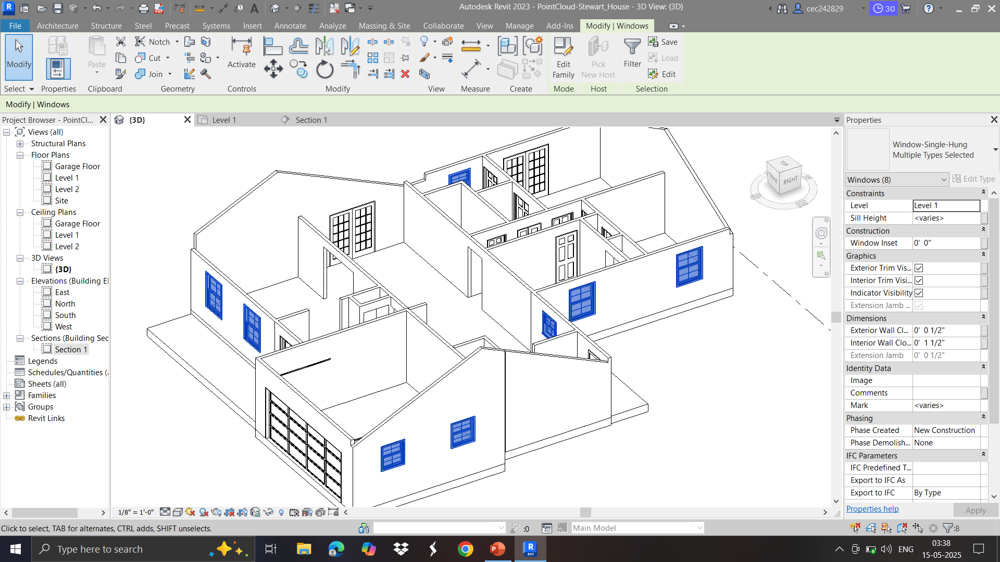 Autodesk Revit 2023 - PointCloud-Stewart_House - 3D View: {3D}
cec242829
30
File
Architecture
Structure
Steel
Precast
Systems
Insert
Annotate
Analyze
Massing & Site
Collaborate
View
Manage
Add-Ins
Modify | Windows
Modify
Paste
Notch
Cut
Join
Activate
Edit Family
Pick New Host
Filter
Save
Load
Edit
Select
Properties
Clipboard
Geometry
Controls
Modify
View
Measure
Create
Mode
Host
Selection
Modify | Windows
Project Browser - PointCl...
Views (all)
Structural Plans
Floor Plans
Garage Floor
Level 1
Level 2
Site
Ceiling Plans
Garage Floor
Level 1
Level 2
3D Views
{3D}
Elevations (Building El
East
North
South
West
Sections (Building Sec
Section 1
Legends
Schedules/Quantities (a
Sheets (all)
Families
Groups
Revit Links
{3D}
Level 1
Section 1
TOP
FRONT
RIGHT
Properties
Window-Single-Hung
Multiple Types Selected
Windows (8)
Edit Type
Constraints
Level
Level 1
Sill Height
<varies>
Construction
Window Inset
0' 0"
Graphics
Exterior Trim Vis...
Interior Trim Visi...
Indicator Visibility
Extension Jamb ...
Dimensions
Exterior Wall Cl...
0' 0 1/2"
Interior Wall Clo...
0' 1 1/2"
Extension Jamb
0' 0 1/2"
Identity Data
Image
Comments
Mark
<varies>
Phasing
Phase Created
New Construction
Phase Demolish...
None
IFC Parameters
IFC Predefined T...
Export to IFC As
Export to IFC
By Type
Properties help
Apply
1/8" = 1'-0"
Click to select, TAB for alternates, CTRL adds, SHIFT unselects.
:0
Main Model
:8
Type here to search
ENG
03:38
15-05-2025